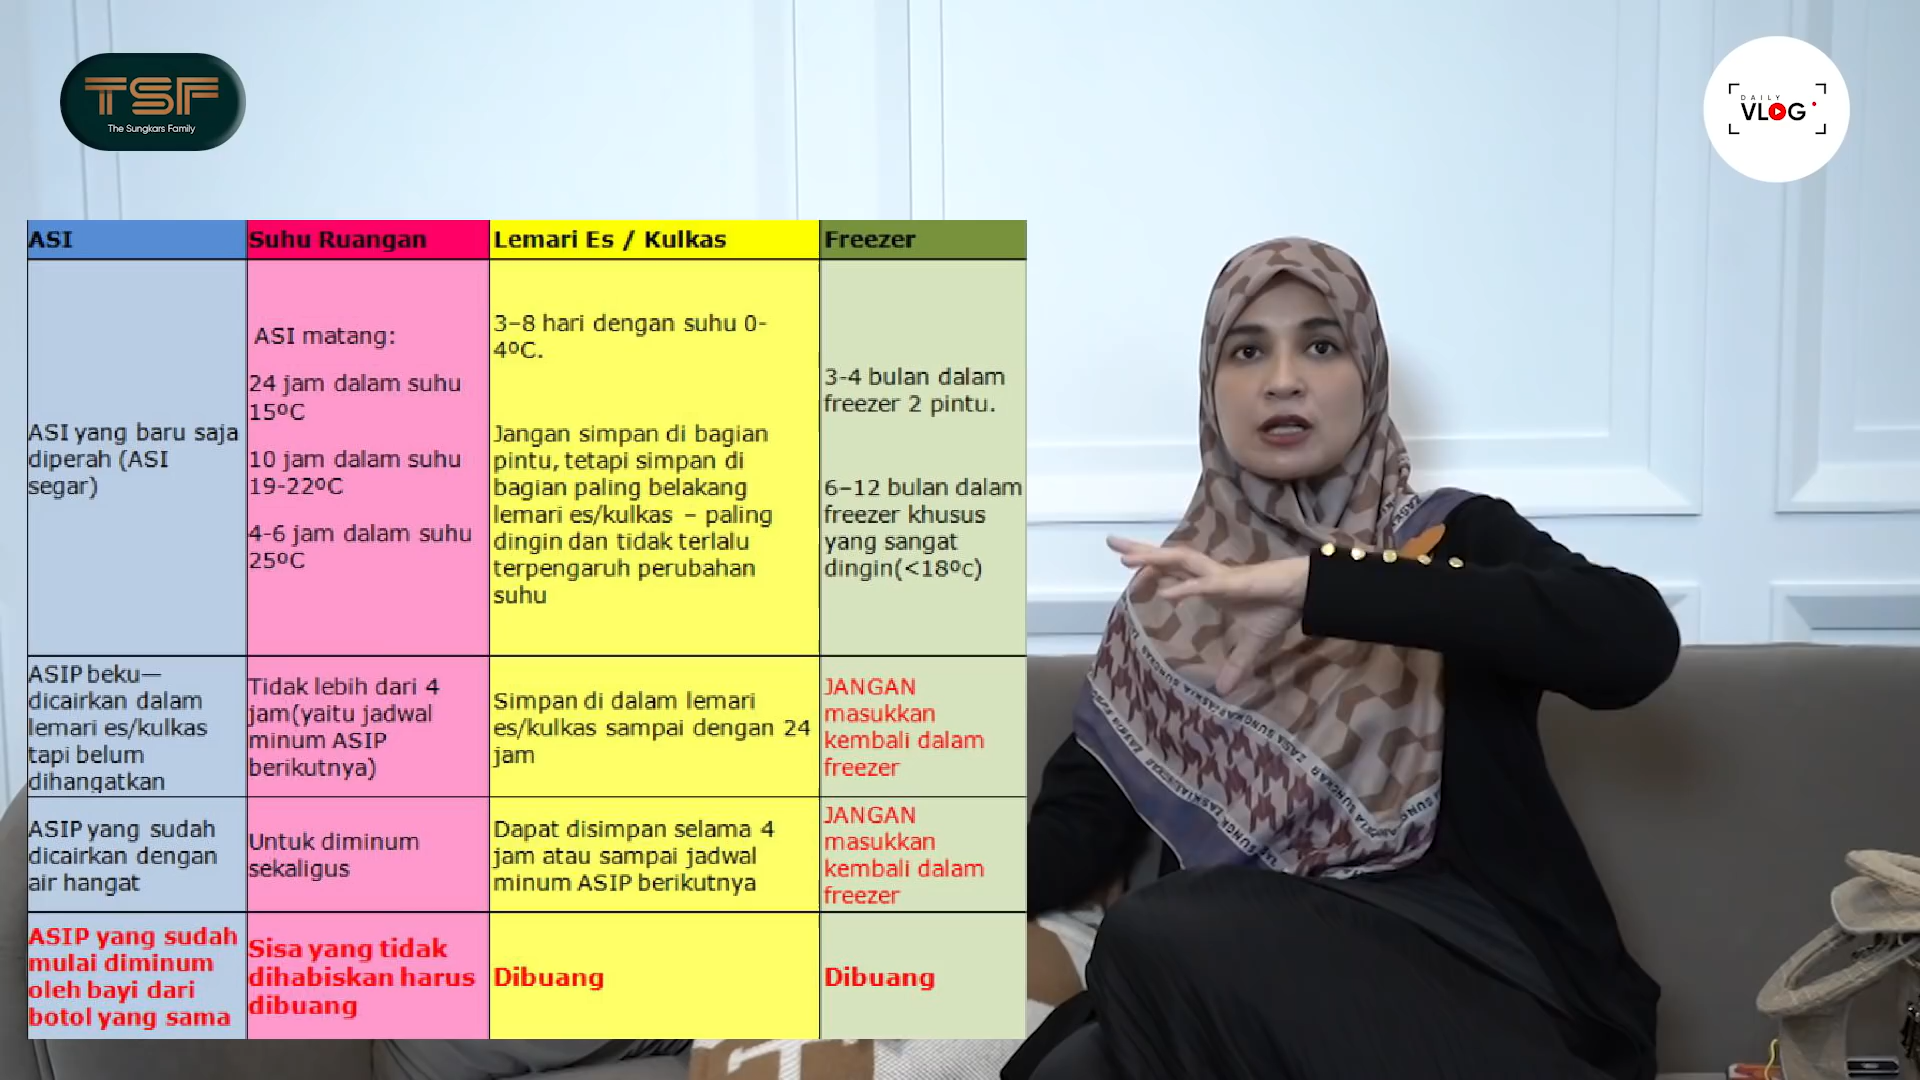 TSF
The Sungkars Family
DAILY
VLOG
ASI
Suhu Ruangan
Lemari Es / Kulkas
Freezer
ASI yang baru saja
diperah (ASI
segar)
ASI matang:
24 jam dalam suhu
15ºC
10 jam dalam suhu
19-22ºC
4-6 jam dalam suhu
25ºC
3–8 hari dengan suhu 0-
4ºC.
Jangan simpan di bagian
pintu, tetapi simpan di
bagian paling belakang
lemari es/kulkas – paling
dingin dan tidak terlalu
terpengaruh perubahan
suhu
3-4 bulan dalam
freezer 2 pintu.
6–12 bulan dalam
freezer khusus
yang sangat
dingin(<18ºc)
ASIP beku—
dicairkan dalam
lemari es/kulkas
tapi belum
dihangatkan
Tidak lebih dari 4
jam(yaitu jadwal
minum ASIP
berikutnya)
Simpan di dalam lemari
es/kulkas sampai dengan 24
jam
JANGAN
masukkan
kembali dalam
freezer
ASIP yang sudah
dicairkan dengan
air hangat
Untuk diminum
sekaligus
Dapat disimpan selama 4
jam atau sampai jadwal
minum ASIP berikutnya
JANGAN
masukkan
kembali dalam
freezer
ASIP yang sudah
mulai diminum
oleh bayi dari
botol yang sama
Sisa yang tidak
dihabiskan harus
dibuang
Dibuang
Dibuang